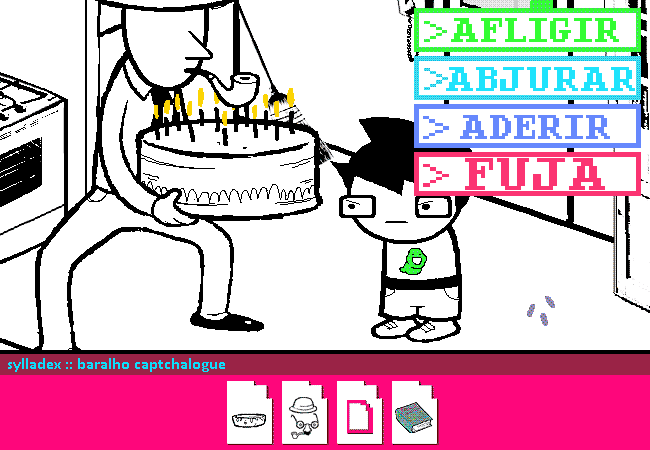 >AFLIGIR
>ABJURAR
> ADERIR
> FUJA
sylladex :: baralho captchalogue